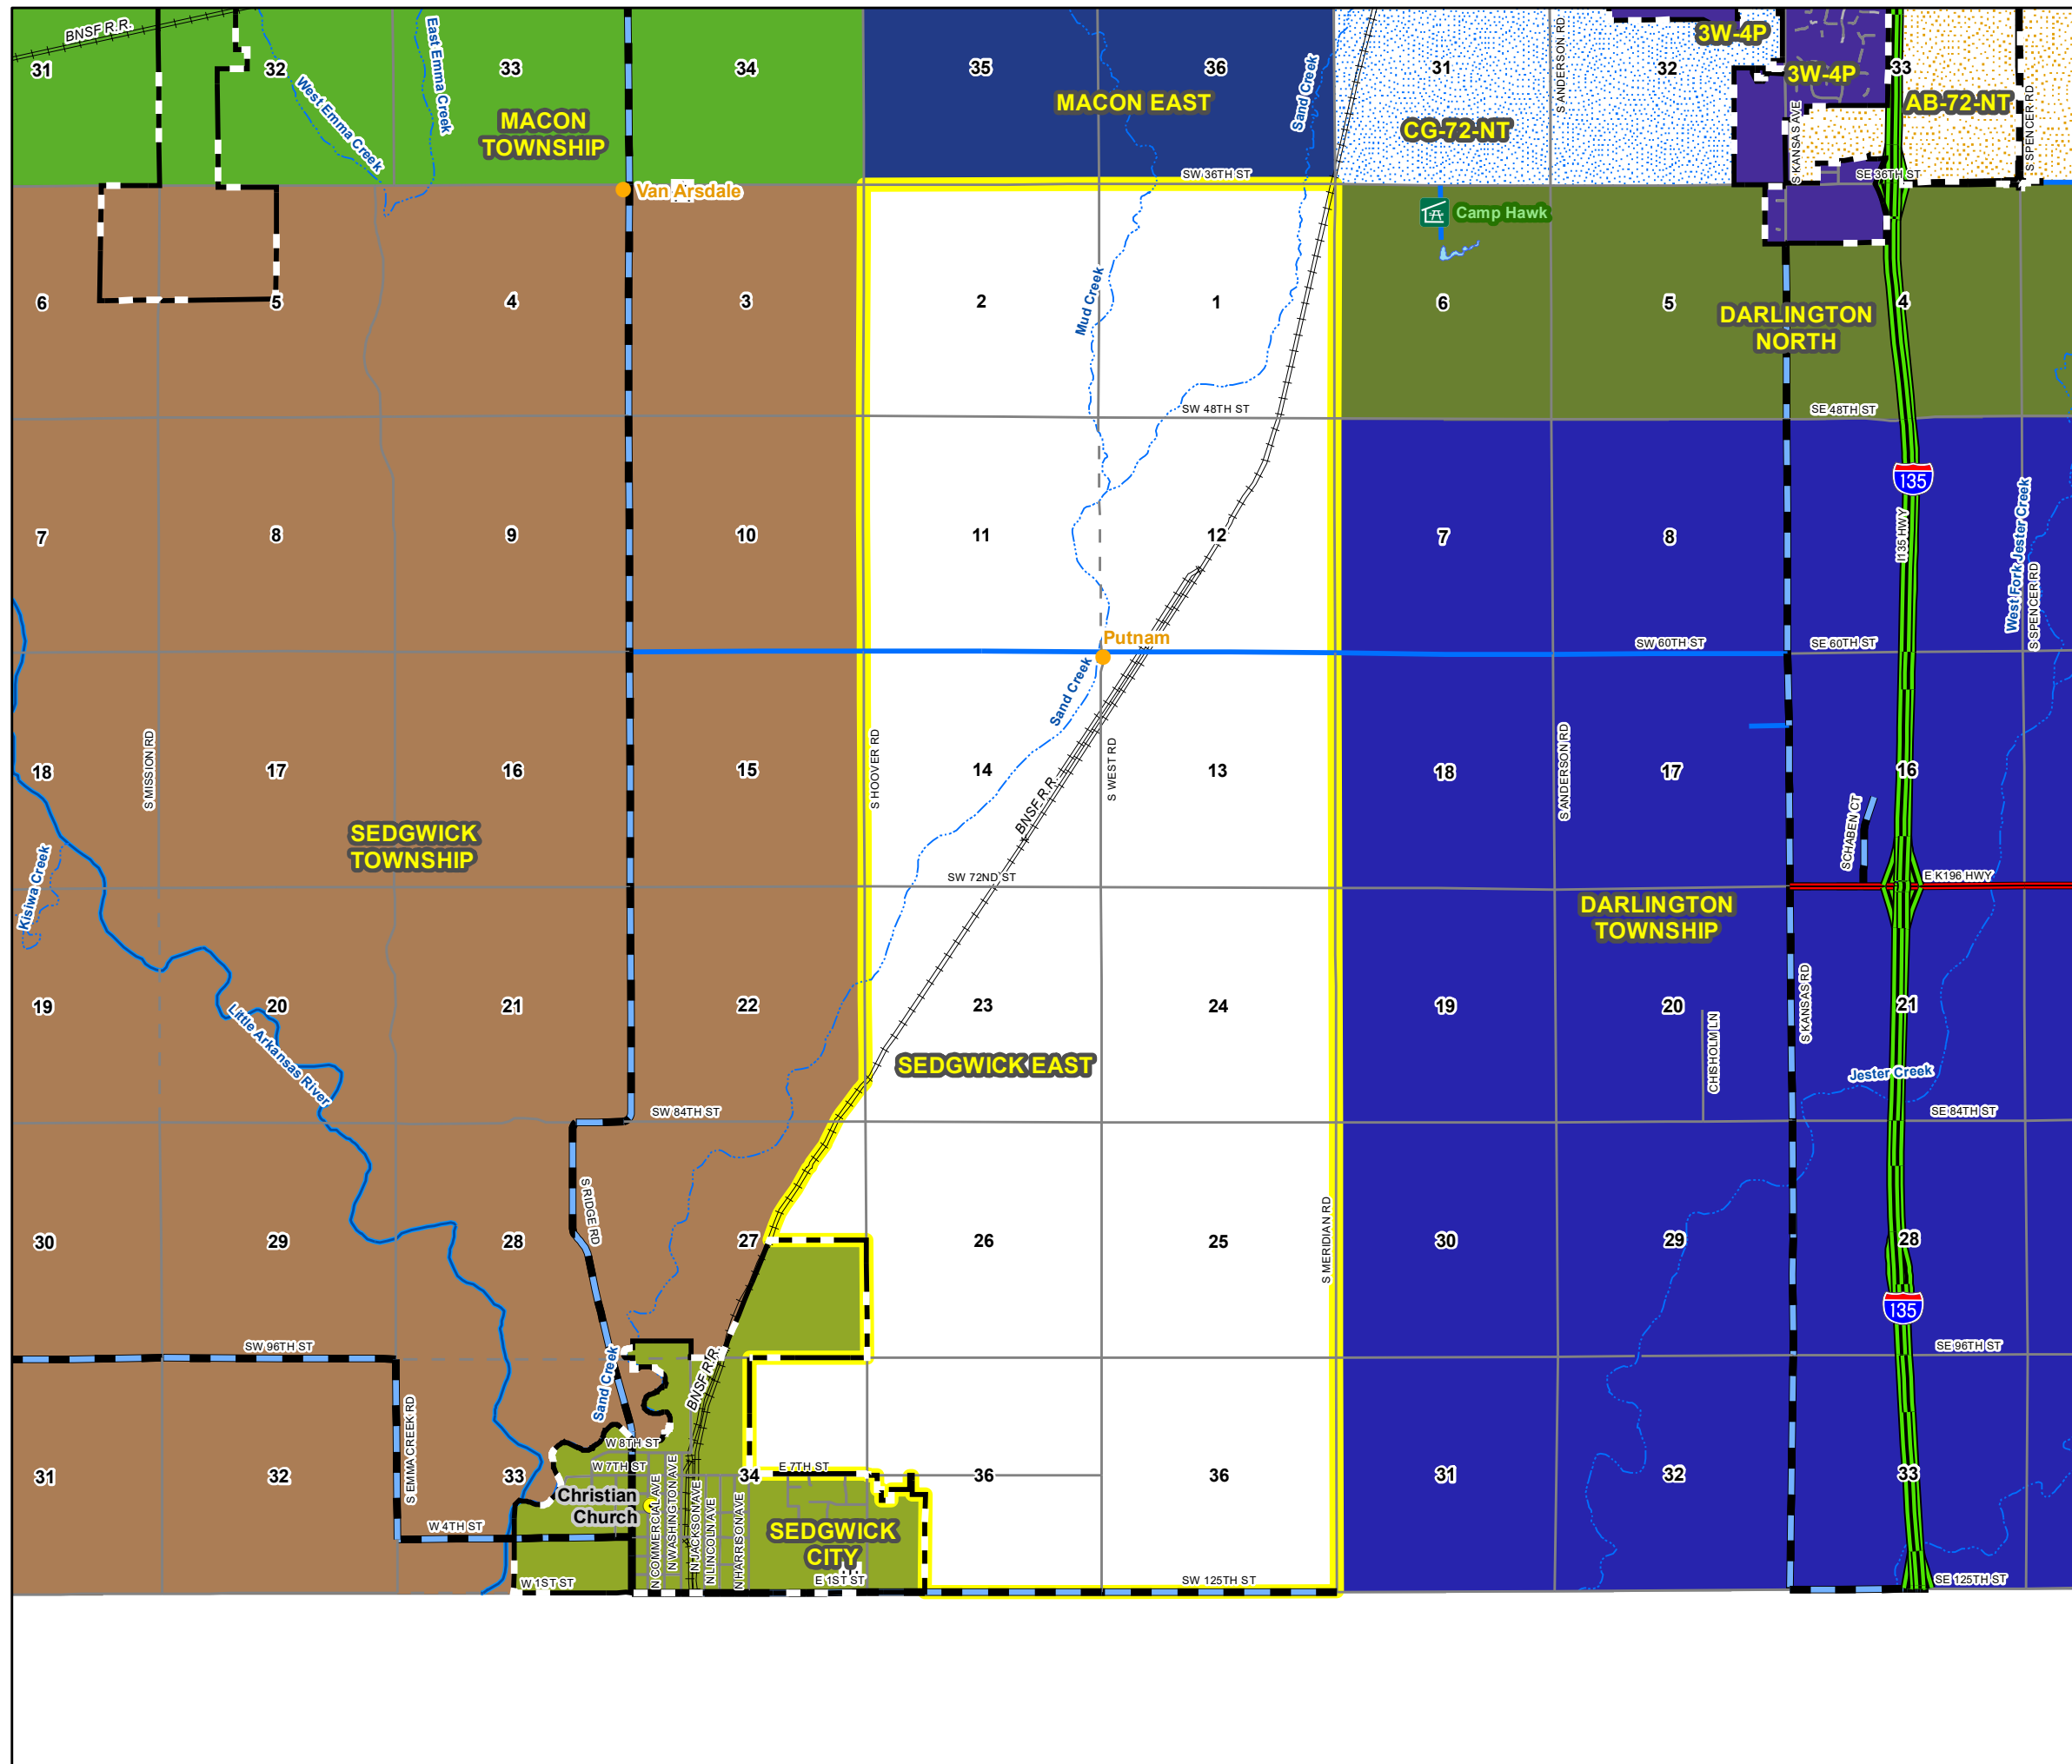 BNSF R.R.
31
32
33
34
35
36
31
32
33
West Emma Creek
East Emma Creek
MACON
TOWNSHIP
MACON EAST
Sand Creek
CG-72-NT
S ANDERSON RD
3W-4P
3W-4P
AB-72-NT
S KANSAS AVE
S SPENCER RD
SW 36TH ST
SE 36TH ST
Van Arsdale
Camp Hawk
6
5
4
3
2
1
6
5
4
Mud Creek
DARLINGTON
NORTH
SW 48TH ST
SE 48TH ST
135
7
8
9
10
11
12
7
8
I135 HWY
West Fork Jester Creek
S SPENCER RD
Putnam
SW 60TH ST
SE 60TH ST
Sand Creek
18
17
16
15
14
13
18
17
16
S MISSION RD
S HOOVER RD
BNSF R.R.
S WEST RD
S ANDERSON RD
SCHABEN CT
SEDGWICK
TOWNSHIP
Kisiwa Creek
SW 72ND ST
E K196 HWY
DARLINGTON
TOWNSHIP
19
20
21
22
23
24
19
20
21
Little Arkansas River
S KANSAS RD
CHISHOLM LN
SEDGWICK EAST
Jester Creek
SW 84TH ST
SE 84TH ST
S RIDGE RD
30
29
28
27
26
25
30
29
28
S MERIDIAN RD
135
SW 96TH ST
SE 96TH ST
Sand Creek
BNSF R.R.
S EMMA CREEK RD
W 8TH ST
W 7TH ST
E 7TH ST
31
32
33
34
36
36
31
32
33
Christian
Church
N COMMERCIAL AVE
N WASHINGTON AVE
N JACKSON AVE
N LINCOLN AVE
N HARRISON AVE
SEDGWICK
CITY
W 4TH ST
W 1ST ST
E 1ST ST
SW 125TH ST
SE 125TH ST